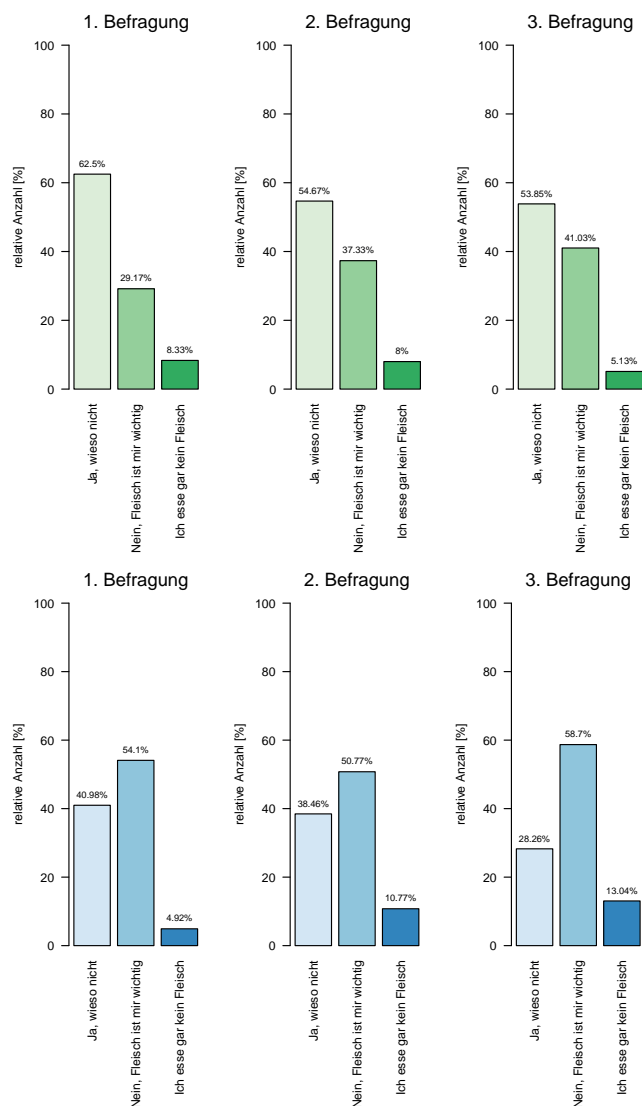 1. Befragung
relative Anzahl [%]
100
80
60
40
20
0
62.5%
29.17%
8.33%
Ja, wieso nicht
Nein, Fleisch ist mir wichtig
Ich esse gar kein Fleisch
2. Befragung
relative Anzahl [%]
100
80
60
40
20
0
54.67%
37.33%
8%
Ja, wieso nicht
Nein, Fleisch ist mir wichtig
Ich esse gar kein Fleisch
3. Befragung
relative Anzahl [%]
100
80
60
40
20
0
53.85%
41.03%
5.13%
Ja, wieso nicht
Nein, Fleisch ist mir wichtig
Ich esse gar kein Fleisch
1. Befragung
relative Anzahl [%]
100
80
60
40
20
0
40.98%
54.1%
4.92%
Ja, wieso nicht
Nein, Fleisch ist mir wichtig
Ich esse gar kein Fleisch
2. Befragung
relative Anzahl [%]
100
80
60
40
20
0
38.46%
50.77%
10.77%
Ja, wieso nicht
Nein, Fleisch ist mir wichtig
Ich esse gar kein Fleisch
3. Befragung
relative Anzahl [%]
100
80
60
40
20
0
28.26%
58.7%
13.04%
Ja, wieso nicht
Nein, Fleisch ist mir wichtig
Ich esse gar kein Fleisch